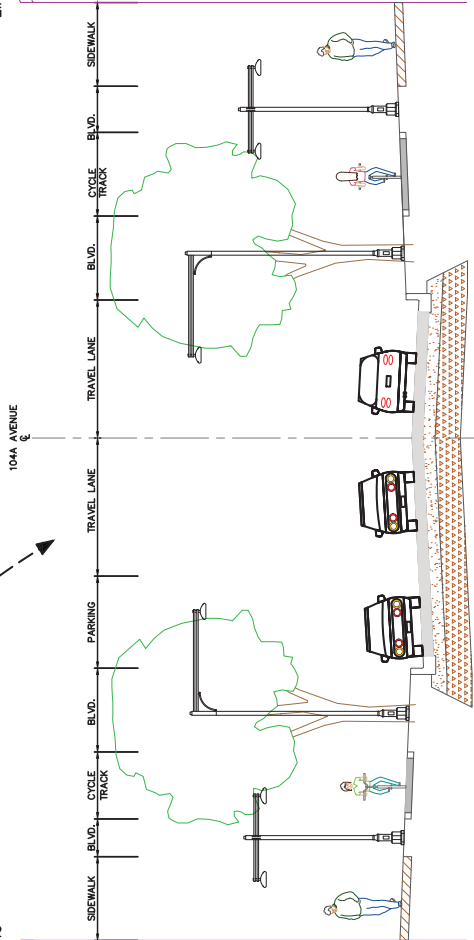 104A AVENUE
℄
SIDEWALK
BLVD.
CYCLE
TRACK
BLVD.
PARKING
TRAVEL LANE
TRAVEL LANE
BLVD.
CYCLE
TRACK
BLVD.
SIDEWALK